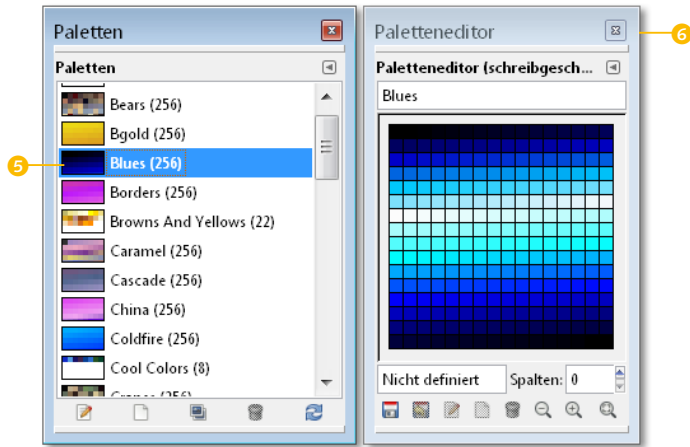 Paletten
Paletten
Bears (256)
Bgold (256)
5
Blues (256)
Borders (256)
Browns And Yellows (22)
Caramel (256)
Cascade (256)
China (256)
Coldfire (256)
Cool Colors (8)
Paletteneditor
6
Paletteneditor (schreibgesch...
Blues
Nicht definiert
Spalten: 0